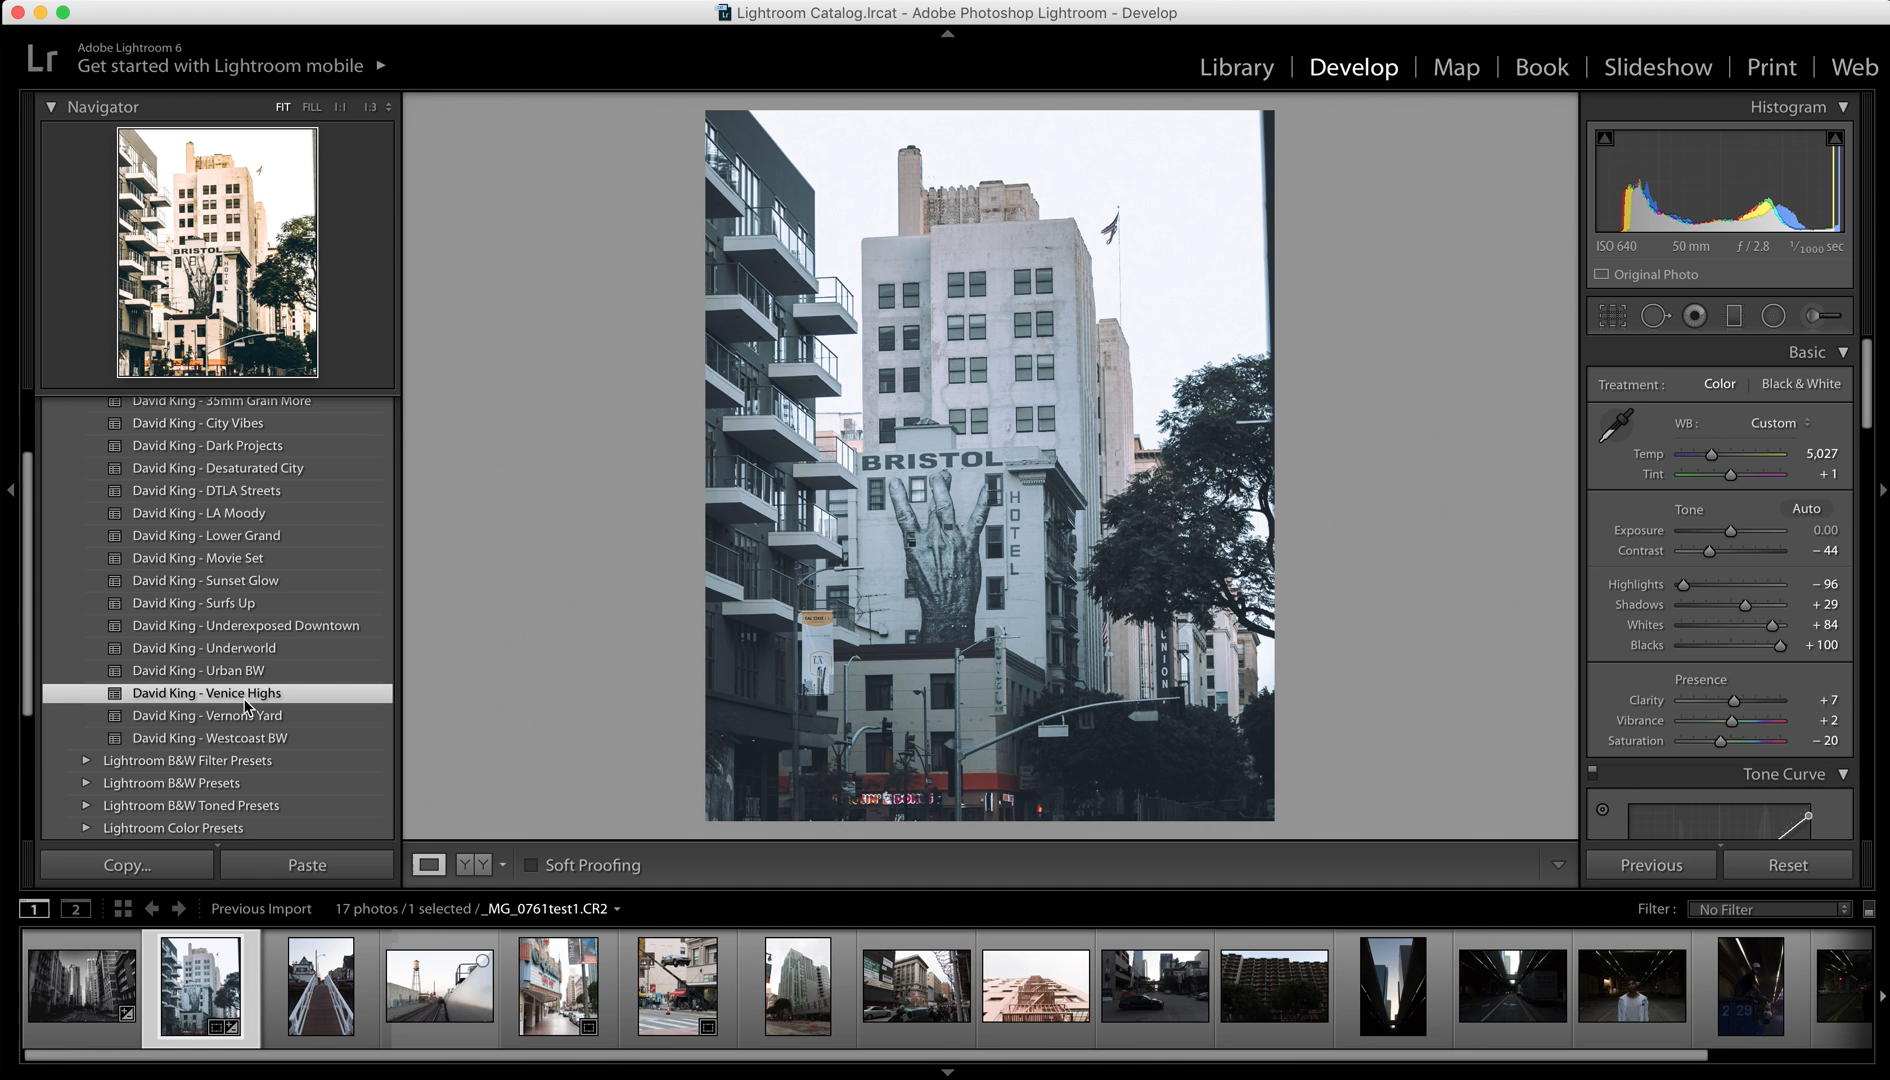 Lightroom Catalog.lrcat - Adobe Photoshop Lightroom - Develop
Lr
Adobe Lightroom 6
Get started with Lightroom mobile
Library | Develop | Map | Book | Slideshow | Print | Web
Navigator FIT FILL 1:1 1:3
BRISTOL
HOTEL
David King - 35mm Grain More
David King - City Vibes
David King - Dark Projects
David King - Desaturated City
David King - DTLA Streets
David King - LA Moody
David King - Lower Grand
David King - Movie Set
David King - Sunset Glow
David King - Surfs Up
David King - Underexposed Downtown
David King - Underworld
David King - Urban BW
David King - Venice Highs
David King - Vernons Yard
David King - Westcoast BW
Lightroom B&W Filter Presets
Lightroom B&W Presets
Lightroom B&W Toned Presets
Lightroom Color Presets
Copy... Paste
BRISTOL
HOTEL
LA
UNION
Soft Proofing
Histogram
ISO 640 50 mm ƒ / 2.8 1/1000 sec
Original Photo
Basic
Treatment : Color | Black & White
WB : Custom
Temp 5,027
Tint + 1
Tone Auto
Exposure 0.00
Contrast − 44
Highlights − 96
Shadows + 29
Whites + 84
Blacks + 100
Presence
Clarity + 7
Vibrance + 2
Saturation − 20
Tone Curve
Previous Reset
1 2 Previous Import 17 photos / 1 selected / _MG_0761test1.CR2
Filter : No Filter